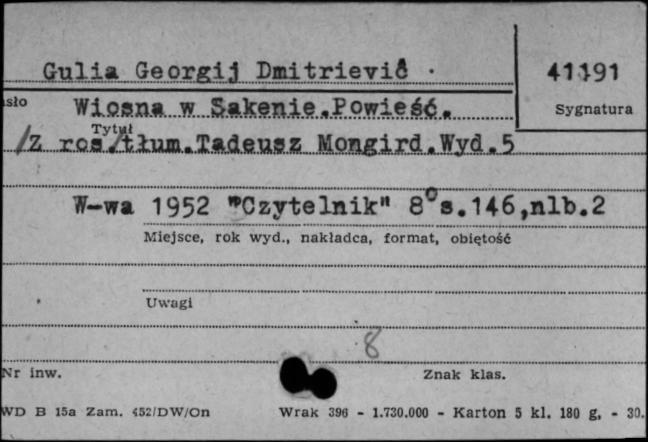 Gulia Georgij Dmitrievič
41191
sło
Wiosna w Sakenie.Powieść.
Sygnatura
Tytuł
/Z ros./tłum.Tadeusz Mongird.Wyd.5
W-wa 1952 "Czytelnik" 8° s.146,nlb.2
Miejsce, rok wyd., nakładca, format, objętość
Uwagi
8
Nr inw.
Znak klas.
WD B 15a Zam. 452/DW/On
Wrak 396 - 1.730.000 - Karton 5 kl. 180 g. - 30.